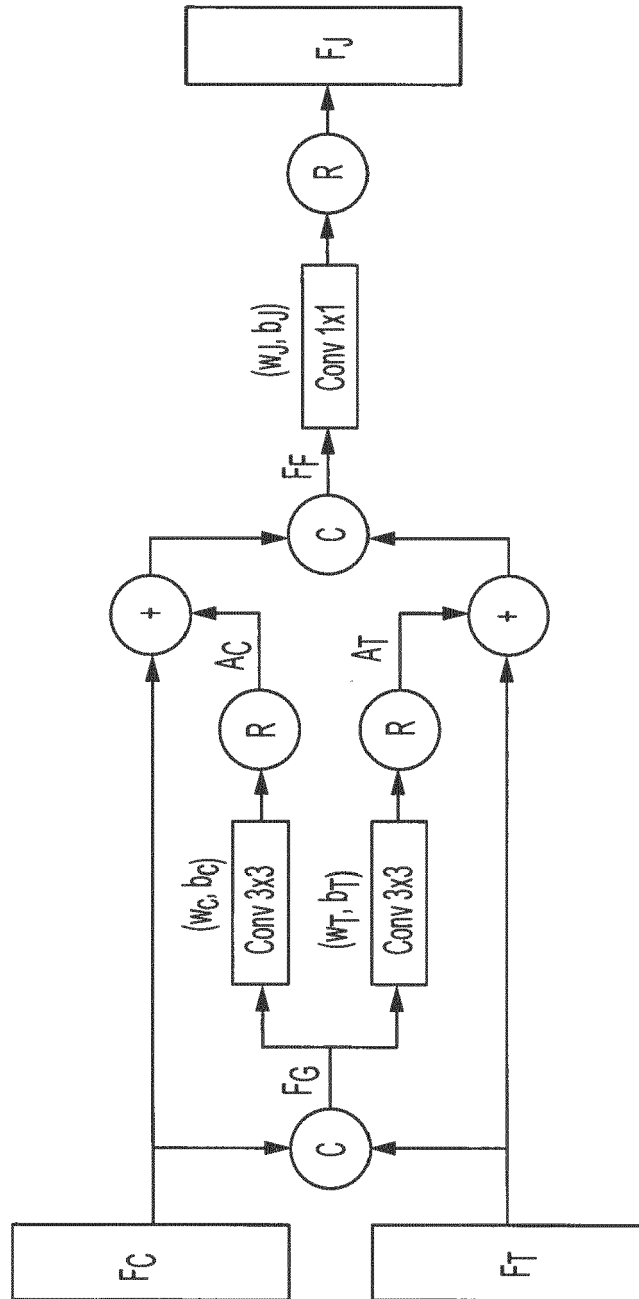 FC
FT
C
FG
(wC, bC)
Conv 3x3
(wT, bT)
Conv 3x3
R
R
AC
AT
+
+
C
FF
(wJ, bJ)
Conv 1x1
R
FJ